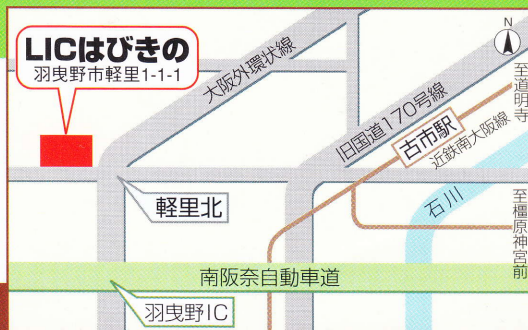 LICはびきの
羽曳野市軽里1-1-1
大阪外環状線
旧国道170号線
古市駅
近鉄南大阪線
石川
N
至道明寺
至橿原神宮前
軽里北
南阪奈自動車道
羽曳野IC